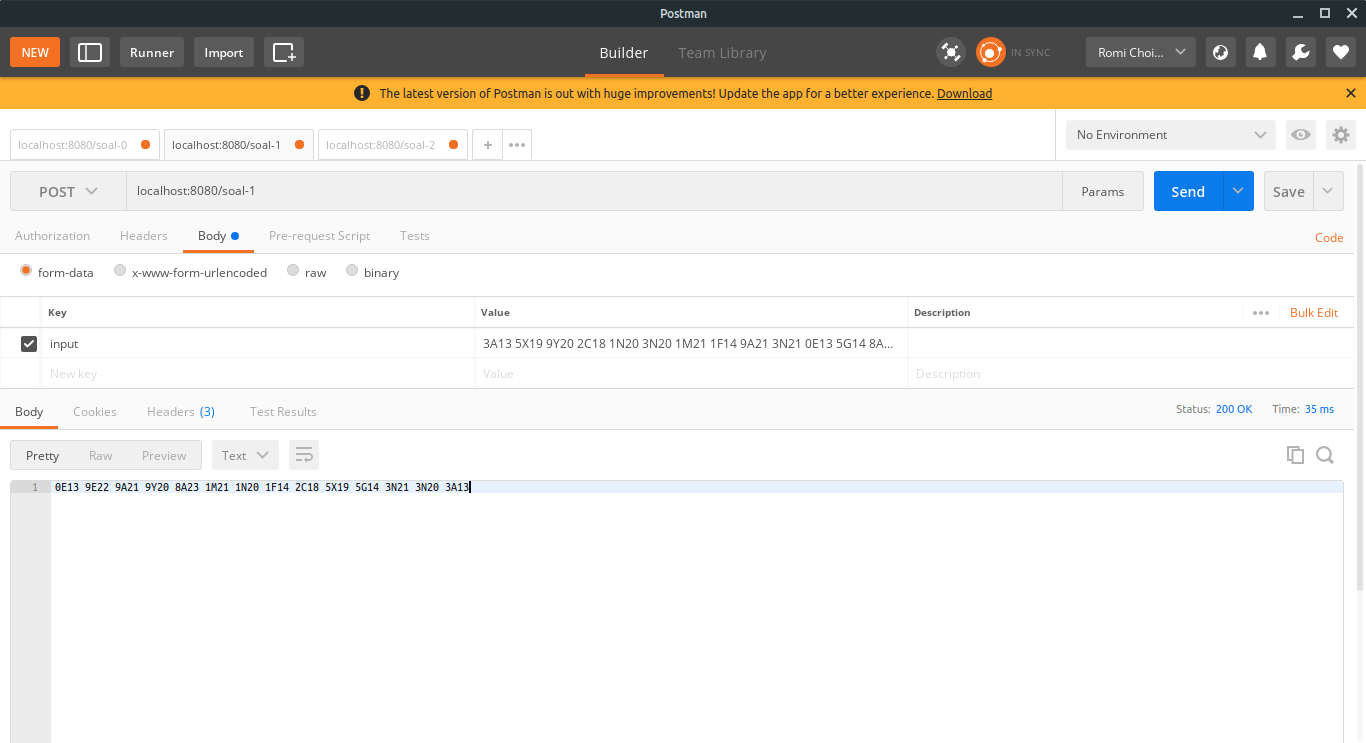 Postman
NEW Runner Import Builder Team Library IN SYNC Romi Choi...
The latest version of Postman is out with huge improvements! Update the app for a better experience. Download
localhost:8080/soal-0 localhost:8080/soal-1 localhost:8080/soal-2 + No Environment
POST localhost:8080/soal-1 Params Send Save
Authorization Headers Body Pre-request Script Tests Code
form-data x-www-form-urlencoded raw binary
Key Value Description Bulk Edit
input 3A13 5X19 9Y20 2C18 1N20 3N20 1M21 1F14 9A21 3N21 0E13 5G14 8A...
New key Value Description
Body Cookies Headers (3) Test Results Status: 200 OK Time: 35 ms
Pretty Raw Preview Text
1 0E13 9E22 9A21 9Y20 8A23 1M21 1N20 1F14 2C18 5X19 5G14 3N21 3N20 3A13